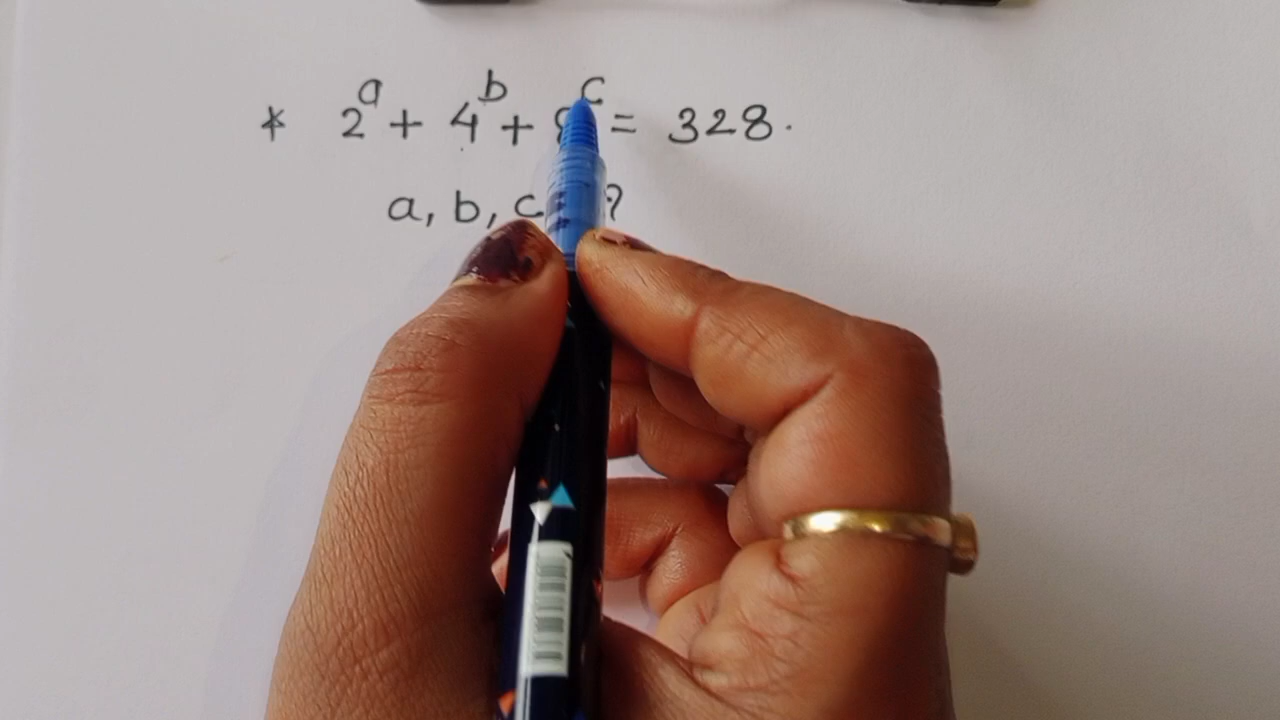 * 2^a + 4^b + 8^c = 328.
a, b, c = ?